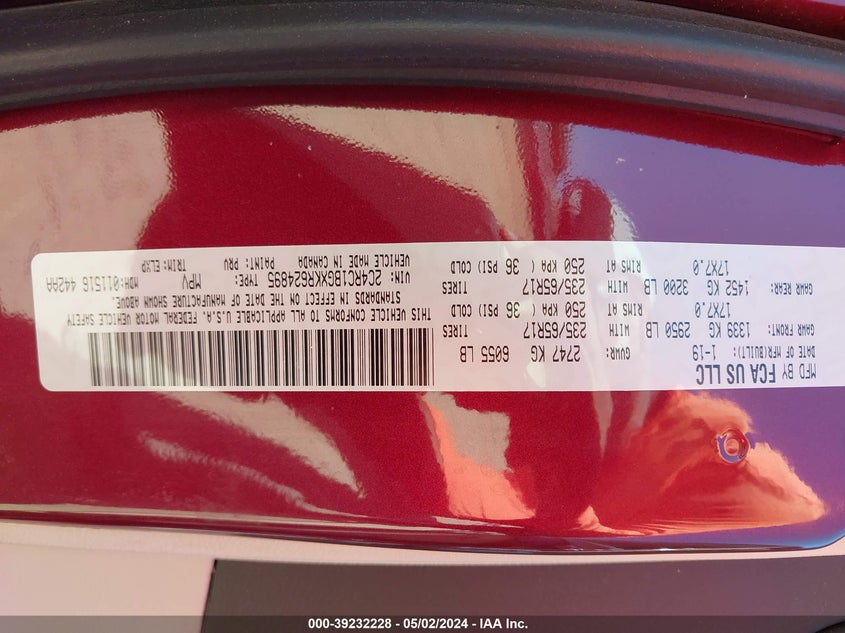 MFD BY FCA US LLC
DATE OF MFR(BUILT): 1-19 GVWR: 2747 KG 6055 LB
GAWR FRONT: WITH TIRES RIMS AT
1339 KG 2950 LB 235/65R17 17X7.0 250 KPA ( 36 PSI) COLD
GAWR REAR: WITH TIRES RIMS AT
1452 KG 3200 LB 235/65R17 17X7.0 250 KPA ( 36 PSI) COLD
THIS VEHICLE CONFORMS TO ALL APPLICABLE U.S.A. FEDERAL MOTOR VEHICLE SAFETY
STANDARDS IN EFFECT ON THE DATE OF MANUFACTURE SHOWN ABOVE.
VIN: 2C4RC1BGXKR624895 TYPE: MPV MDH:011516 442AA
VEHICLE MADE IN CANADA PAINT: PRV TRIM: ELXP
000-39232228 - 05/02/2024 - IAA Inc.